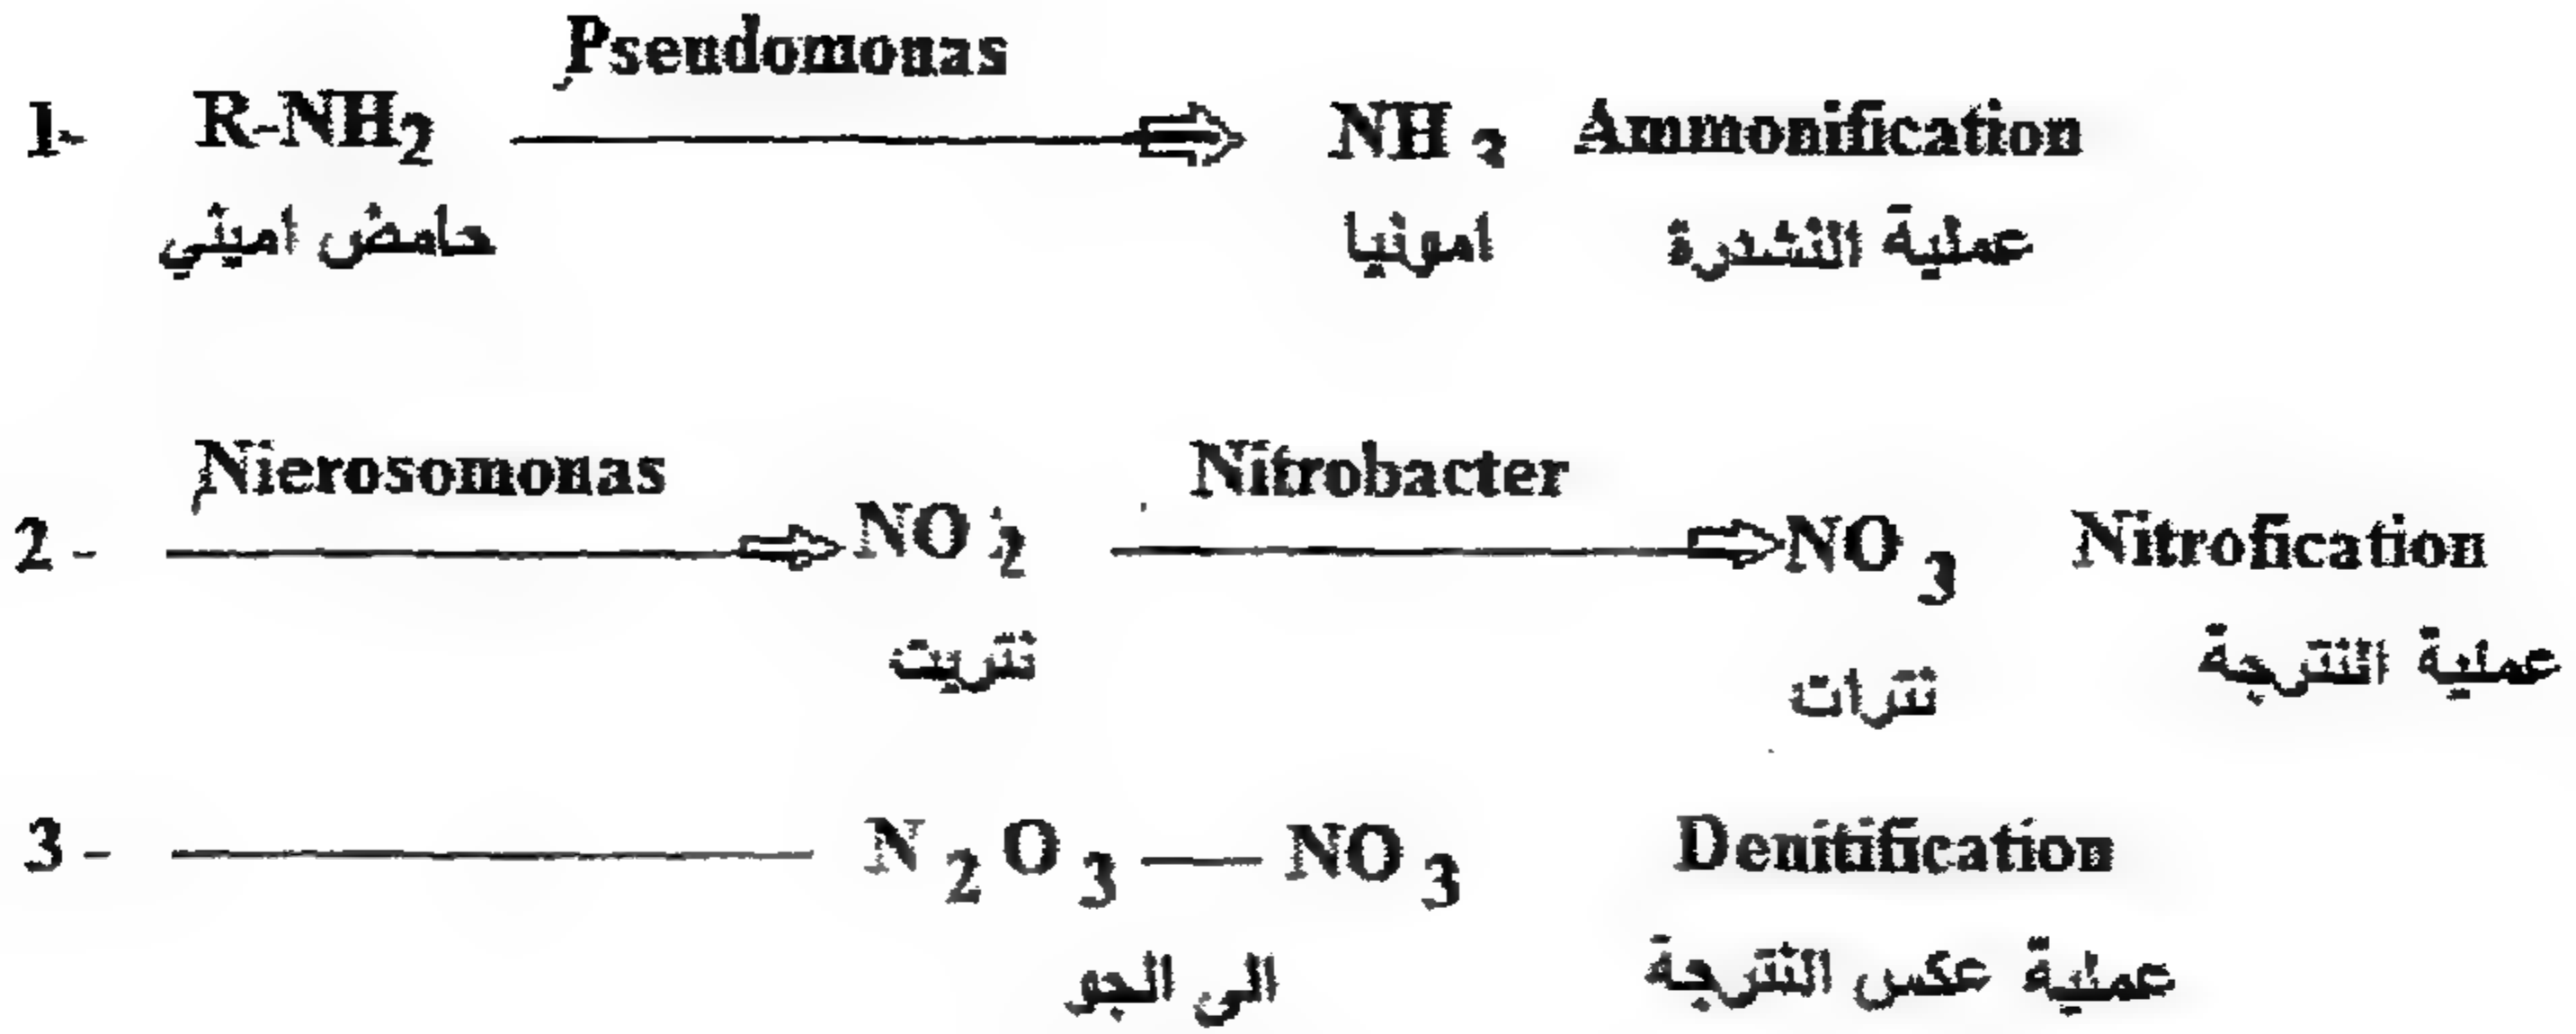 Pseudomonas
1- R-NH2 NH3 Ammonification
حامض اميني امونيا عملية النشدرة
Nierosomonas Nitrobacter
2- NO2 NO3 Nitrofication
نتريت نترات عملية النترجة
3- N2O3 — NO3 Denitification
الى الجو عملية عكس النترجة